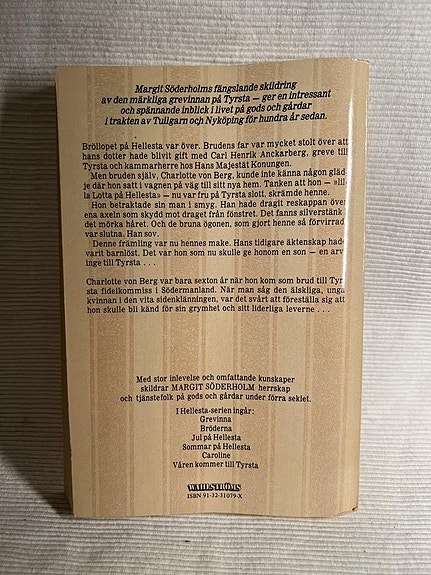 Margit Söderholms fängslande skildring
av den märkliga grevinnan på Tyrsta — ger en intressant
och spännande inblick i livet på gods och gårdar
i trakten av Tullgarn och Nyköping för hundra år sedan.
Bröllopet på Hellesta var över. Brudens far var mycket stolt över att
hans dotter hade blivit gift med Carl Henrik Anckarberg, greve till
Tyrsta och kammarherre hos Hans Majestät Konungen.
Men bruden själv, Charlotte von Berg, kunde inte känna någon gläd-
je där hon satt i vagnen på väg till sitt nya hem. Tanken att hon — »lil-
la Lotta på Hellesta» — nu var fru på Tyrsta slott, skrämde henne.
Hon betraktade sin man i smyg. Han hade dragit reskappan över
ena axeln som skydd mot draget från fönstret. Det fanns silverstänk i
det mörka håret. Och de bruna ögonen, som gjort henne så förvirrad
var slutna. Han sov.
Denne främling var nu hennes make. Hans tidigare äktenskap hade
varit barnlöst. Det var hon som nu skulle ge honom en son — en arv-
inge till Tyrsta . . .
Charlotte von Berg var bara sexton år när hon kom som brud till Tyr-
sta fideikommiss i Södermanland. När man såg den älskliga, unga
kvinnan i den vita sidenklänningen, var det svårt att föreställa sig att
hon skulle bli känd för sin grymhet och sitt liderliga leverne . . .
Med stor inlevelse och omfattande kunskaper
skildrar MARGIT SÖDERHOLM herrskap
och tjänstefolk på gods och gårdar under förra seklet.
I Hellesta-serien ingår:
Grevinna
Bröderna
Jul på Hellesta
Sommar på Hellesta
Caroline
Våren kommer till Tyrsta
WAHLSTRÖMS
ISBN 91-32-31079-X